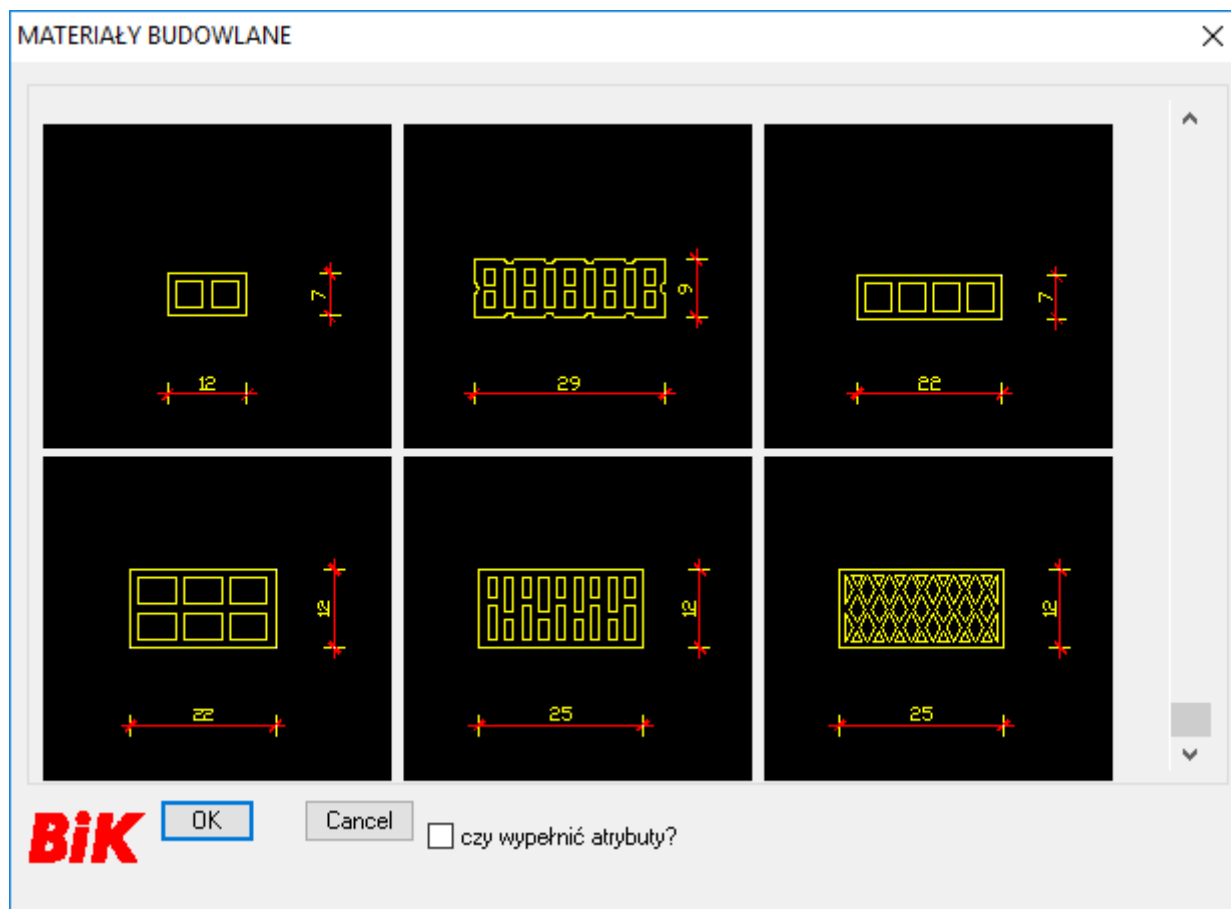 MATERIAŁY BUDOWLANE
7
12
9
29
7
22
12
22
12
25
12
25
BiK
OK
Cancel
czy wypełnić atrybuty?